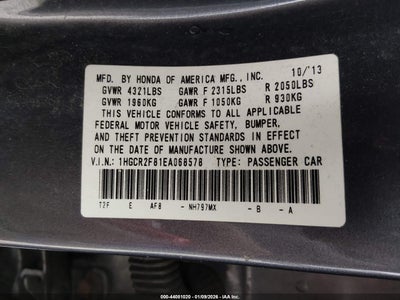 MFD. BY HONDA OF AMERICA MFG., INC. 10/'13
GVWR 4321LBS GAWR F 2315LBS R 2050LBS
GVWR 1960KG GAWR F 1050KG R 930KG
THIS VEHICLE CONFORMS TO ALL APPLICABLE
FEDERAL MOTOR VEHICLE SAFETY, BUMPER,
AND THEFT PREVENTION STANDARDS IN EFFECT
ON THE DATE OF MANUFACTURE SHOWN ABOVE.
V.I.N.: 1HGCR2F81EA068578 TYPE: PASSENGER CAR
T2F E AF8 - NH797MX - B - A
000-44081020 - 01/09/2026 - IAA Inc.